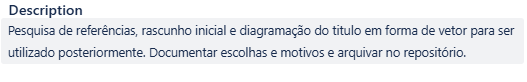 Description
Pesquisa de referências, rascunho inicial e diagramação do titulo em forma de vetor para ser
utilizado posteriormente. Documentar escolhas e motivos e arquivar no repositório.